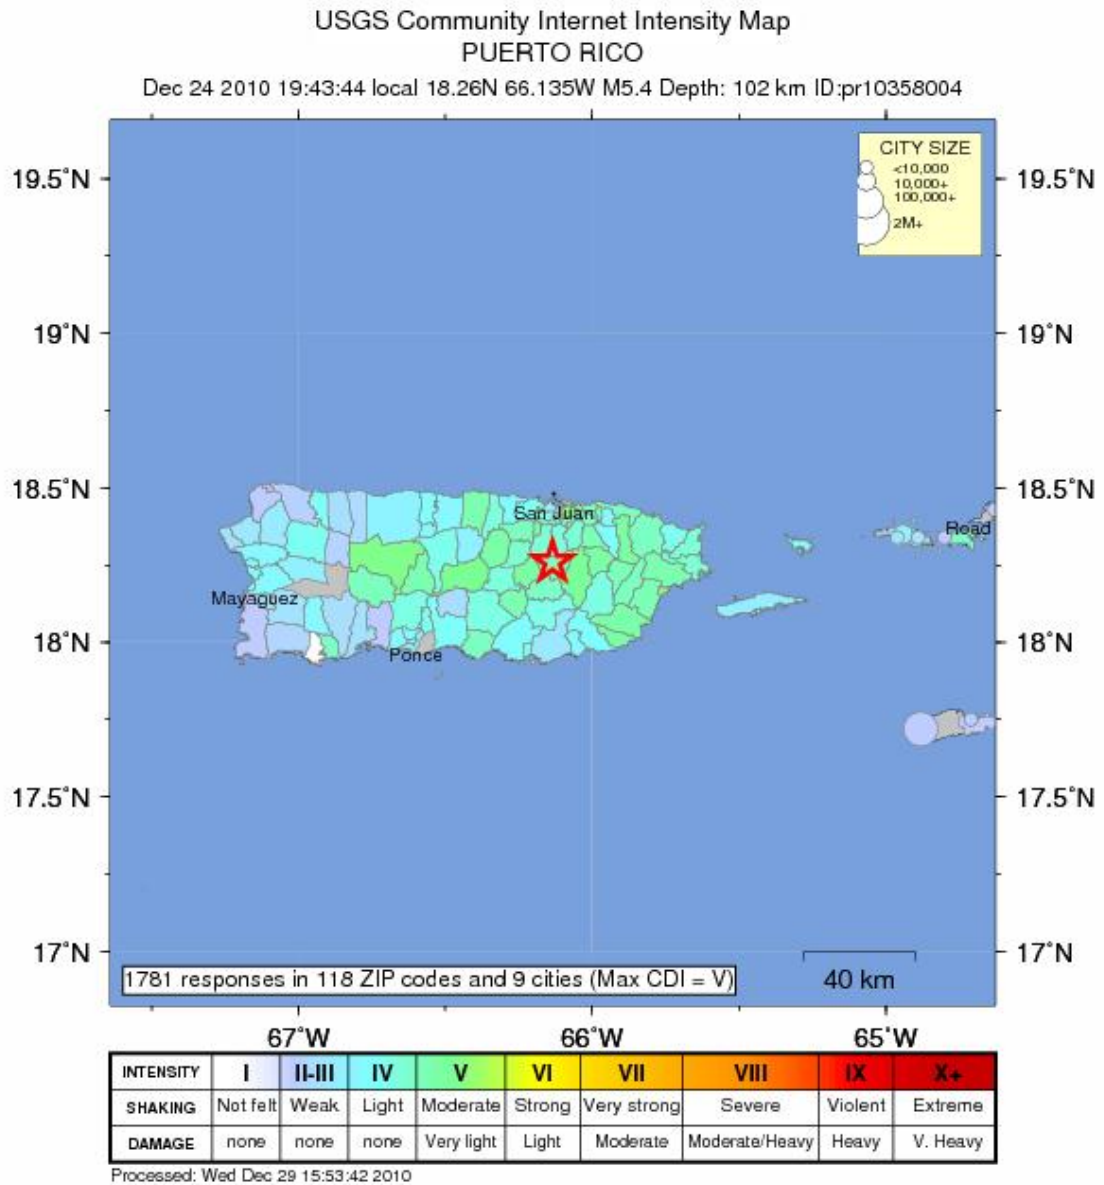 USGS Community Internet Intensity Map
PUERTO RICO
Dec 24 2010 19:43:44 local 18.26N 66.135W M5.4 Depth: 102 km ID:pr10358004
CITY SIZE
<10,000
10,000+
100,000+
2M+
19.5˚N 19.5˚N
19˚N 19˚N
18.5˚N 18.5˚N
San Juan Road
Mayaguez
18˚N 18˚N
Ponce
17.5˚N 17.5˚N
17˚N 17˚N
1781 responses in 118 ZIP codes and 9 cities (Max CDI = V)
40 km
67˚W 66˚W 65˚W
INTENSITY I II-III IV V VI VII VIII IX X+
SHAKING Not felt Weak Light Moderate Strong Very strong Severe Violent Extreme
DAMAGE none none none Very light Light Moderate Moderate/Heavy Heavy V. Heavy
Processed: Wed Dec 29 15:53:42 2010